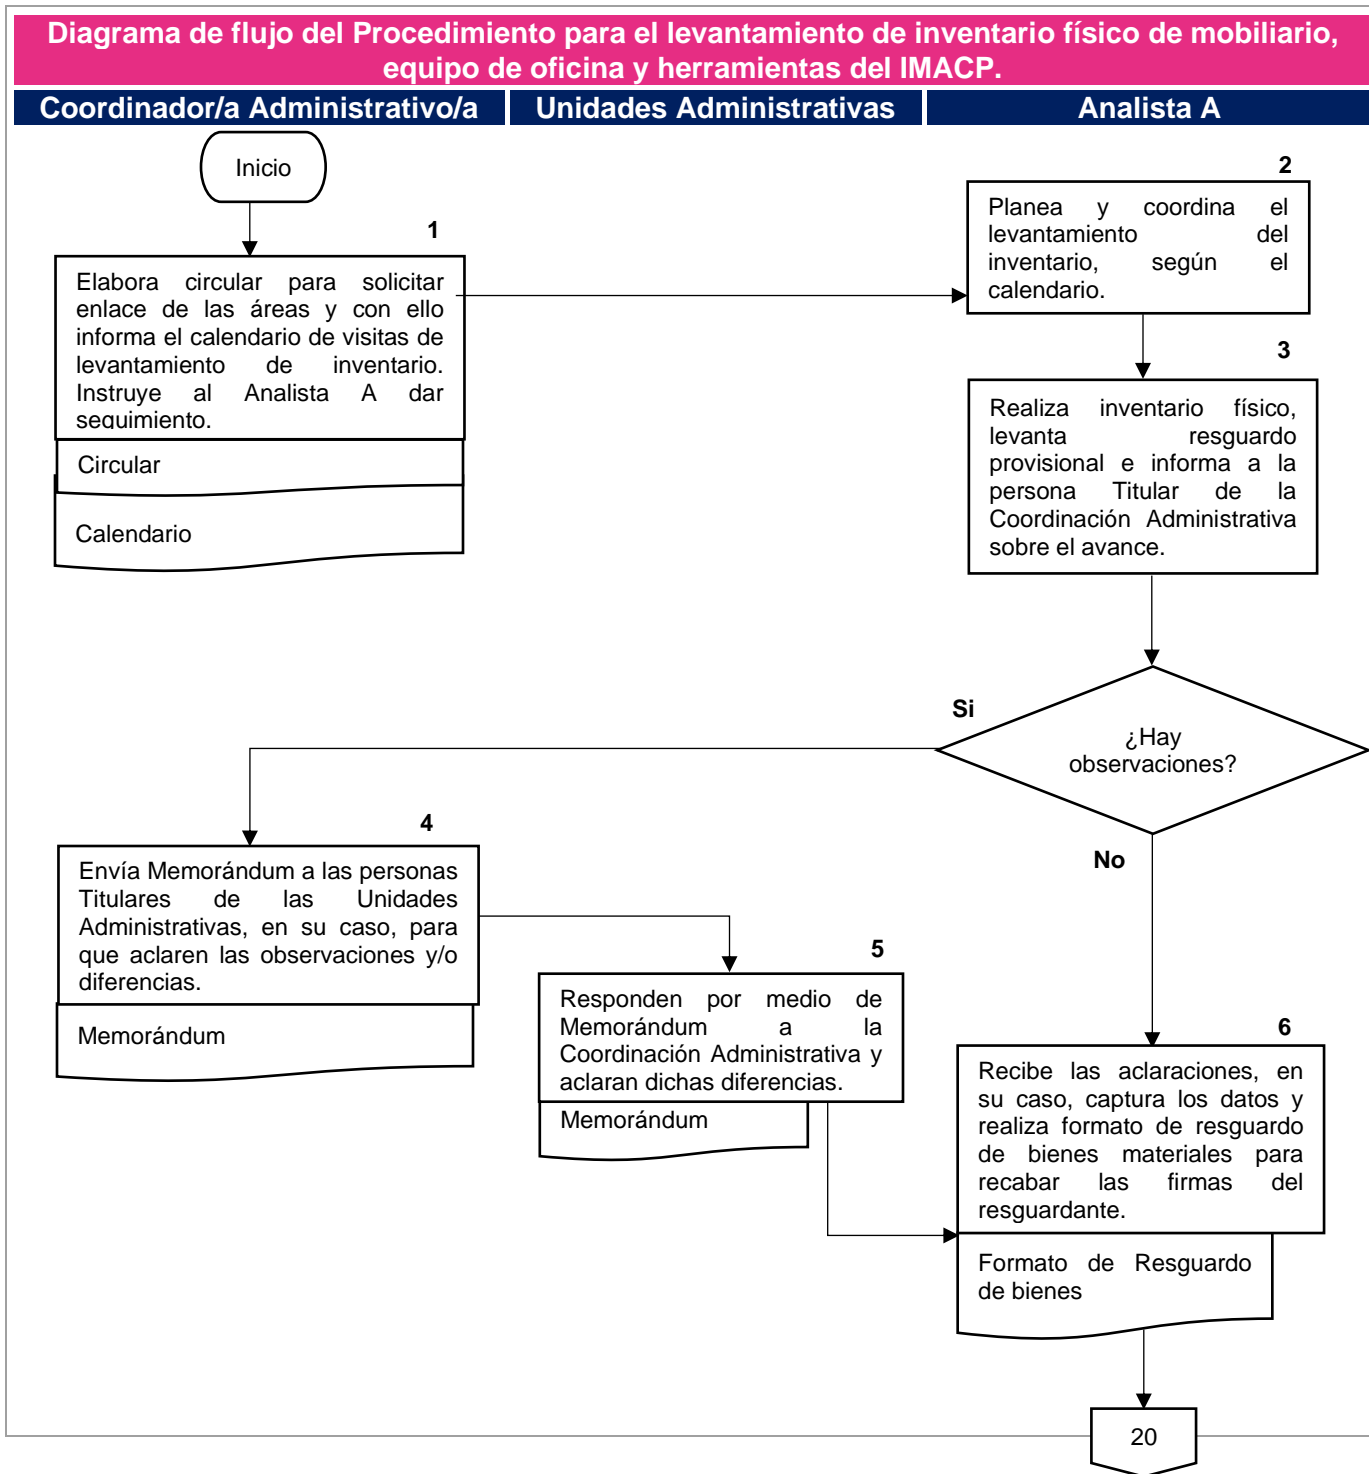 Diagrama de flujo del Procedimiento para el levantamiento de inventario físico de mobiliario,
equipo de oficina y herramientas del IMACP.
Coordinador/a Administrativo/a
Unidades Administrativas
Analista A
Inicio
1
Elabora circular para solicitar
enlace de las áreas y con ello
informa el calendario de visitas de
levantamiento de inventario.
Instruye al Analista A dar
seguimiento.
Circular
Calendario
2
Planea y coordina el
levantamiento del
inventario, según el
calendario.
3
Realiza inventario físico,
levanta resguardo
provisional e informa a la
persona Titular de la
Coordinación Administrativa
sobre el avance.
¿Hay
observaciones?
Si
No
4
Envía Memorándum a las personas
Titulares de las Unidades
Administrativas, en su caso, para
que aclaren las observaciones y/o
diferencias.
Memorándum
5
Responden por medio de
Memorándum a la
Coordinación Administrativa y
aclaran dichas diferencias.
Memorándum
6
Recibe las aclaraciones, en
su caso, captura los datos y
realiza formato de resguardo
de bienes materiales para
recabar las firmas del
resguardante.
Formato de Resguardo
de bienes
20